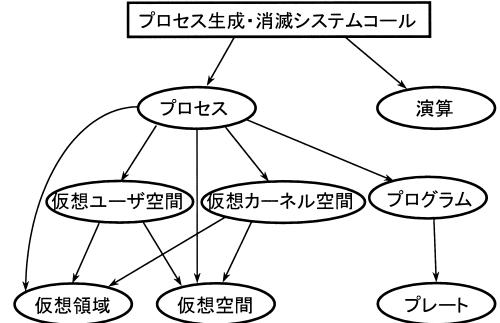 プロセス生成・消滅システムコール
プロセス
演算
仮想ユーザ空間
仮想カーネル空間
プログラム
仮想領域
仮想空間
プレート